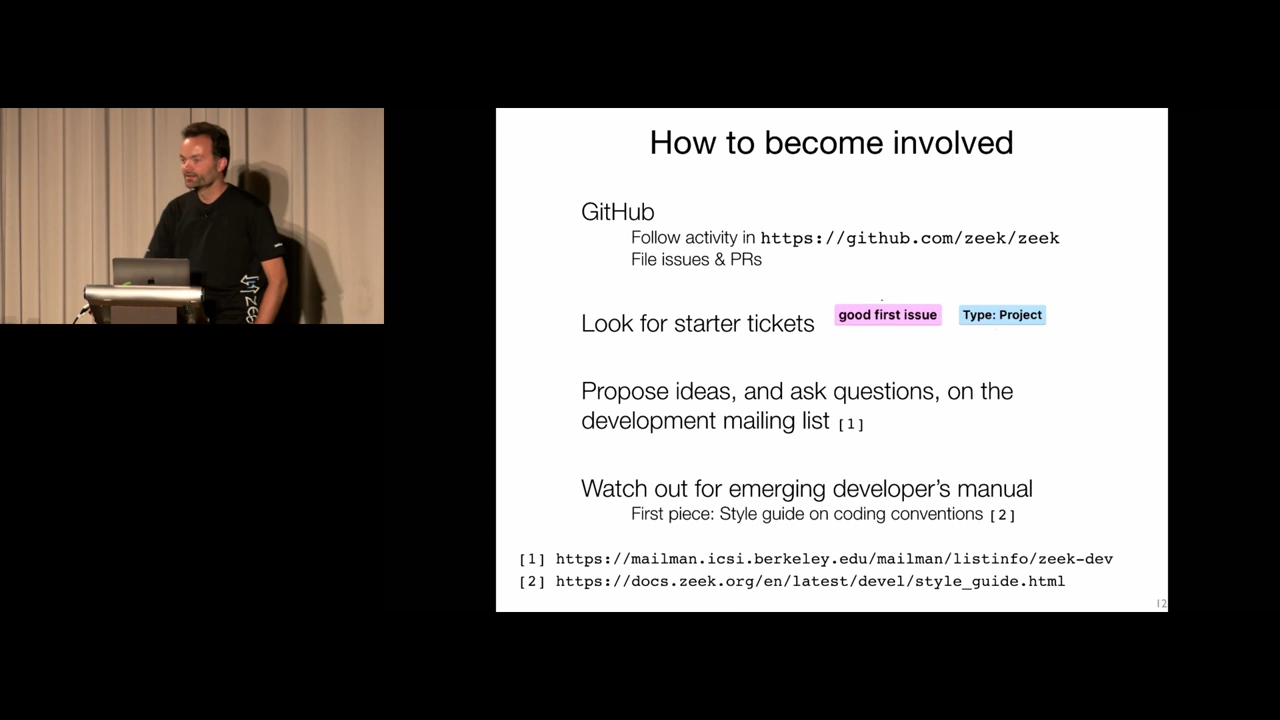 How to become involved
GitHub
Follow activity in https://github.com/zeek/zeek
File issues & PRs
Look for starter tickets good first issue Type: Project
Propose ideas, and ask questions, on the
development mailing list [1]
Watch out for emerging developer's manual
First piece: Style guide on coding conventions [2]
[1] https://mailman.icsi.berkeley.edu/mailman/listinfo/zeek-dev
[2] https://docs.zeek.org/en/latest/devel/style_guide.html
12
zeek